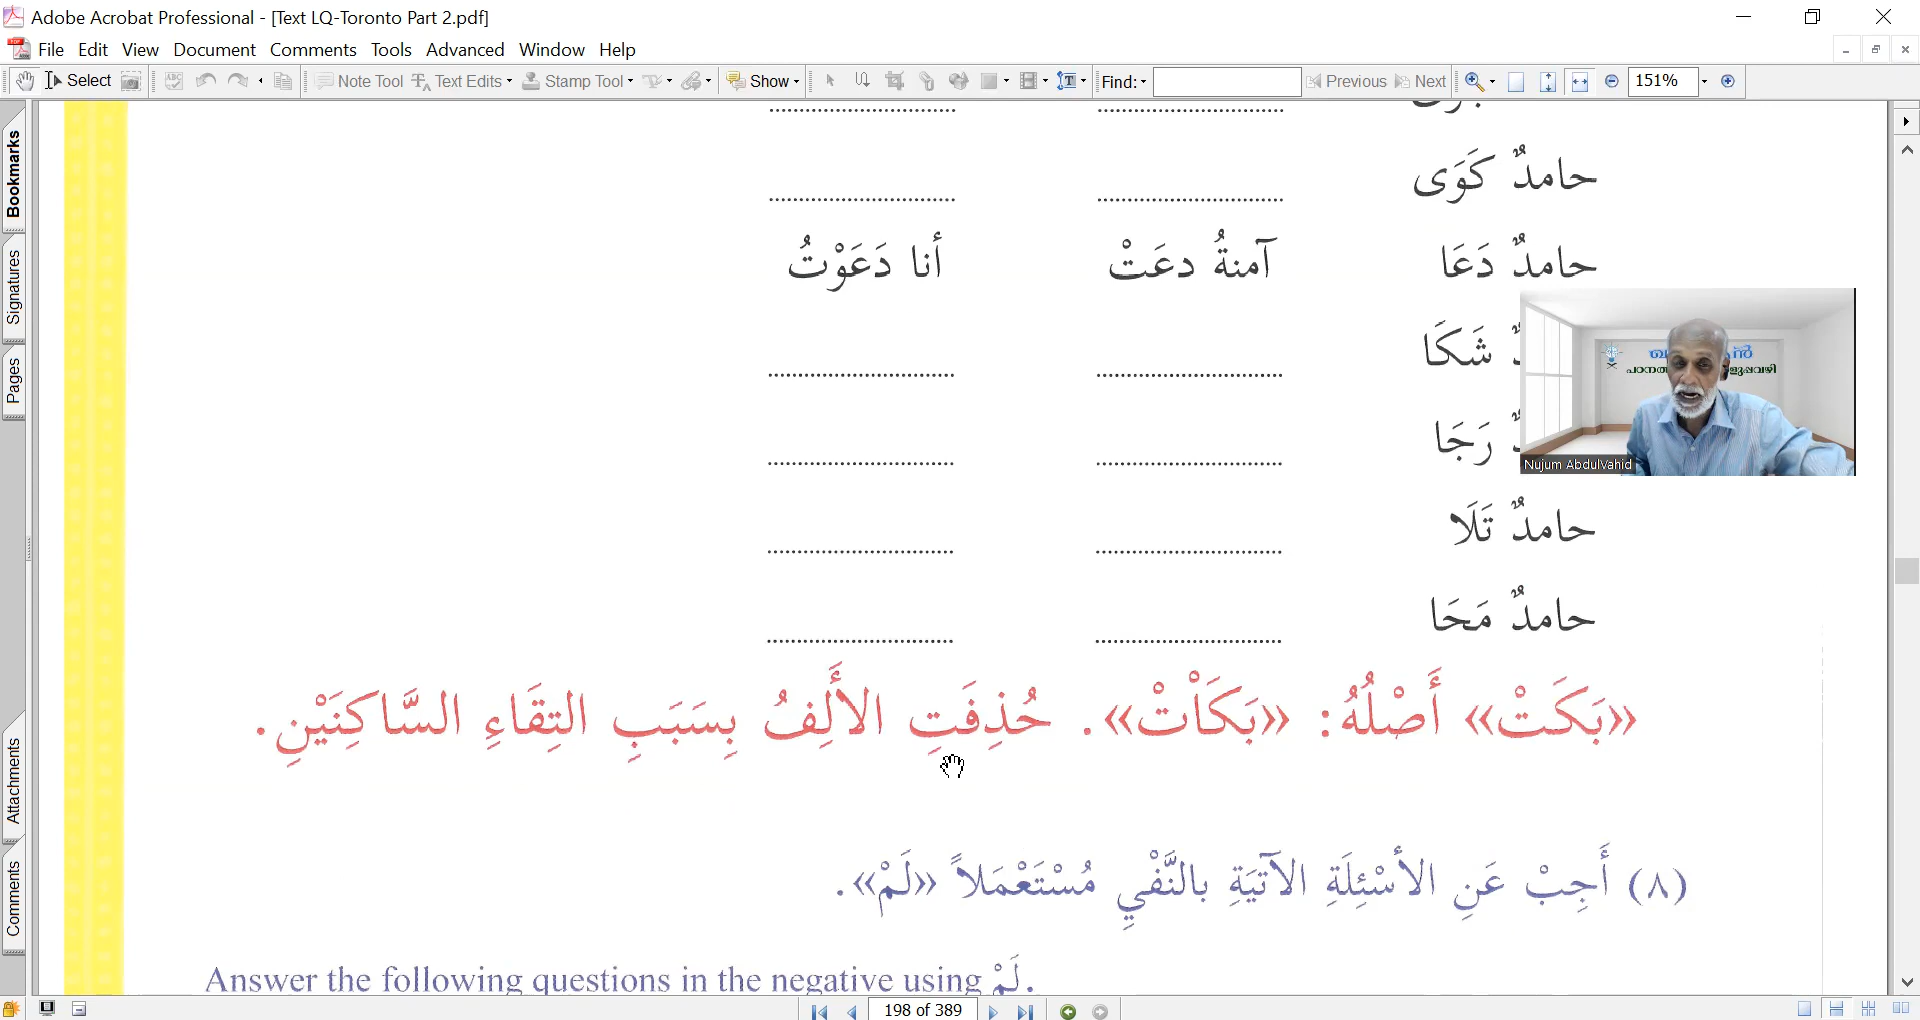 Adobe Acrobat Professional - [Text LQ-Toronto Part 2.pdf]
File Edit View Document Comments Tools Advanced Window Help
Select Note Tool Text Edits Stamp Tool Show Find: Previous Next 151%
Bookmarks
Signatures
Pages
Attachments
Comments
حامدٌ كَوَى ............................... ...............................
حامدٌ دَعَا آمنةُ دعَتْ أنا دَعَوْتُ
شَكَا ............................... ...............................
رَجَا ............................... ...............................
حامدٌ تَلَا ............................... ...............................
حامدٌ مَحَا ............................... ...............................
Nujum AbdulVahid
«بَكَتْ» أَصْلُهُ: «بَكَاْتْ». حُذِفَتِ الأَلِفُ بِسَبَبِ التِقَاءِ السَّاكِنَيْنِ.
(٨) أَجِبْ عَنِ الأَسْئِلَةِ الآتِيَةِ بالنَّفْيِ مُسْتَعْمَلاً «لَمْ».
Answer the following questions in the negative using لَمْ.
198 of 389